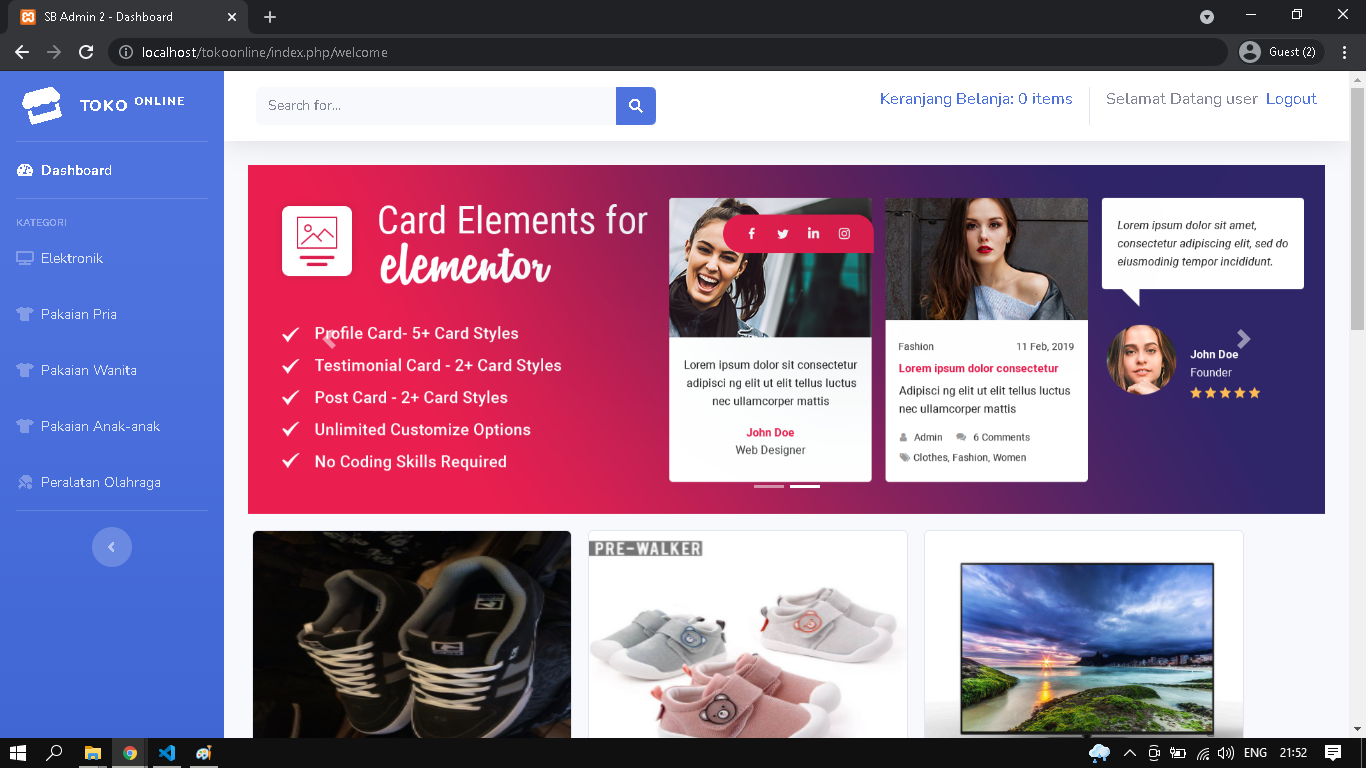 SB Admin 2 - Dashboard
localhost/tokoonline/index.php/welcome
Guest (2)
TOKO ONLINE
Search for...
Keranjang Belanja: 0 items
Selamat Datang user Logout
Dashboard
KATEGORI
Elektronik
Pakaian Pria
Pakaian Wanita
Pakaian Anak-anak
Peralatan Olahraga
Card Elements for
elementor
Profile Card- 5+ Card Styles
Testimonial Card - 2+ Card Styles
Post Card - 2+ Card Styles
Unlimited Customize Options
No Coding Skills Required
Lorem ipsum dolor sit consectetur
adipisci ng elit ut elit tellus luctus
nec ullamcorper mattis
John Doe
Web Designer
Fashion 11 Feb, 2019
Lorem ipsum dolor consectetur
Adipisci ng elit ut elit tellus luctus
nec ullamcorper mattis
Admin 6 Comments
Clothes, Fashion, Women
Lorem ipsum dolor sit amet,
consectetur adipiscing elit, sed do
eiusmodinig tempor incididunt.
John Doe
Founder
PRE-WALKER
ENG 21:52